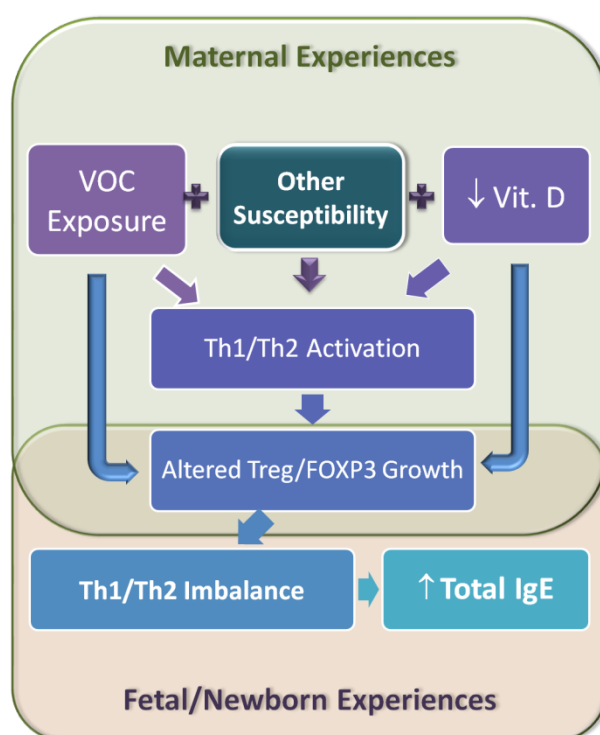 Maternal Experiences
VOC
Exposure
Other
Susceptibility
↓ Vit. D
Th1/Th2 Activation
Altered Treg/FOXP3 Growth
Th1/Th2 Imbalance
↑ Total IgE
Fetal/Newborn Experiences